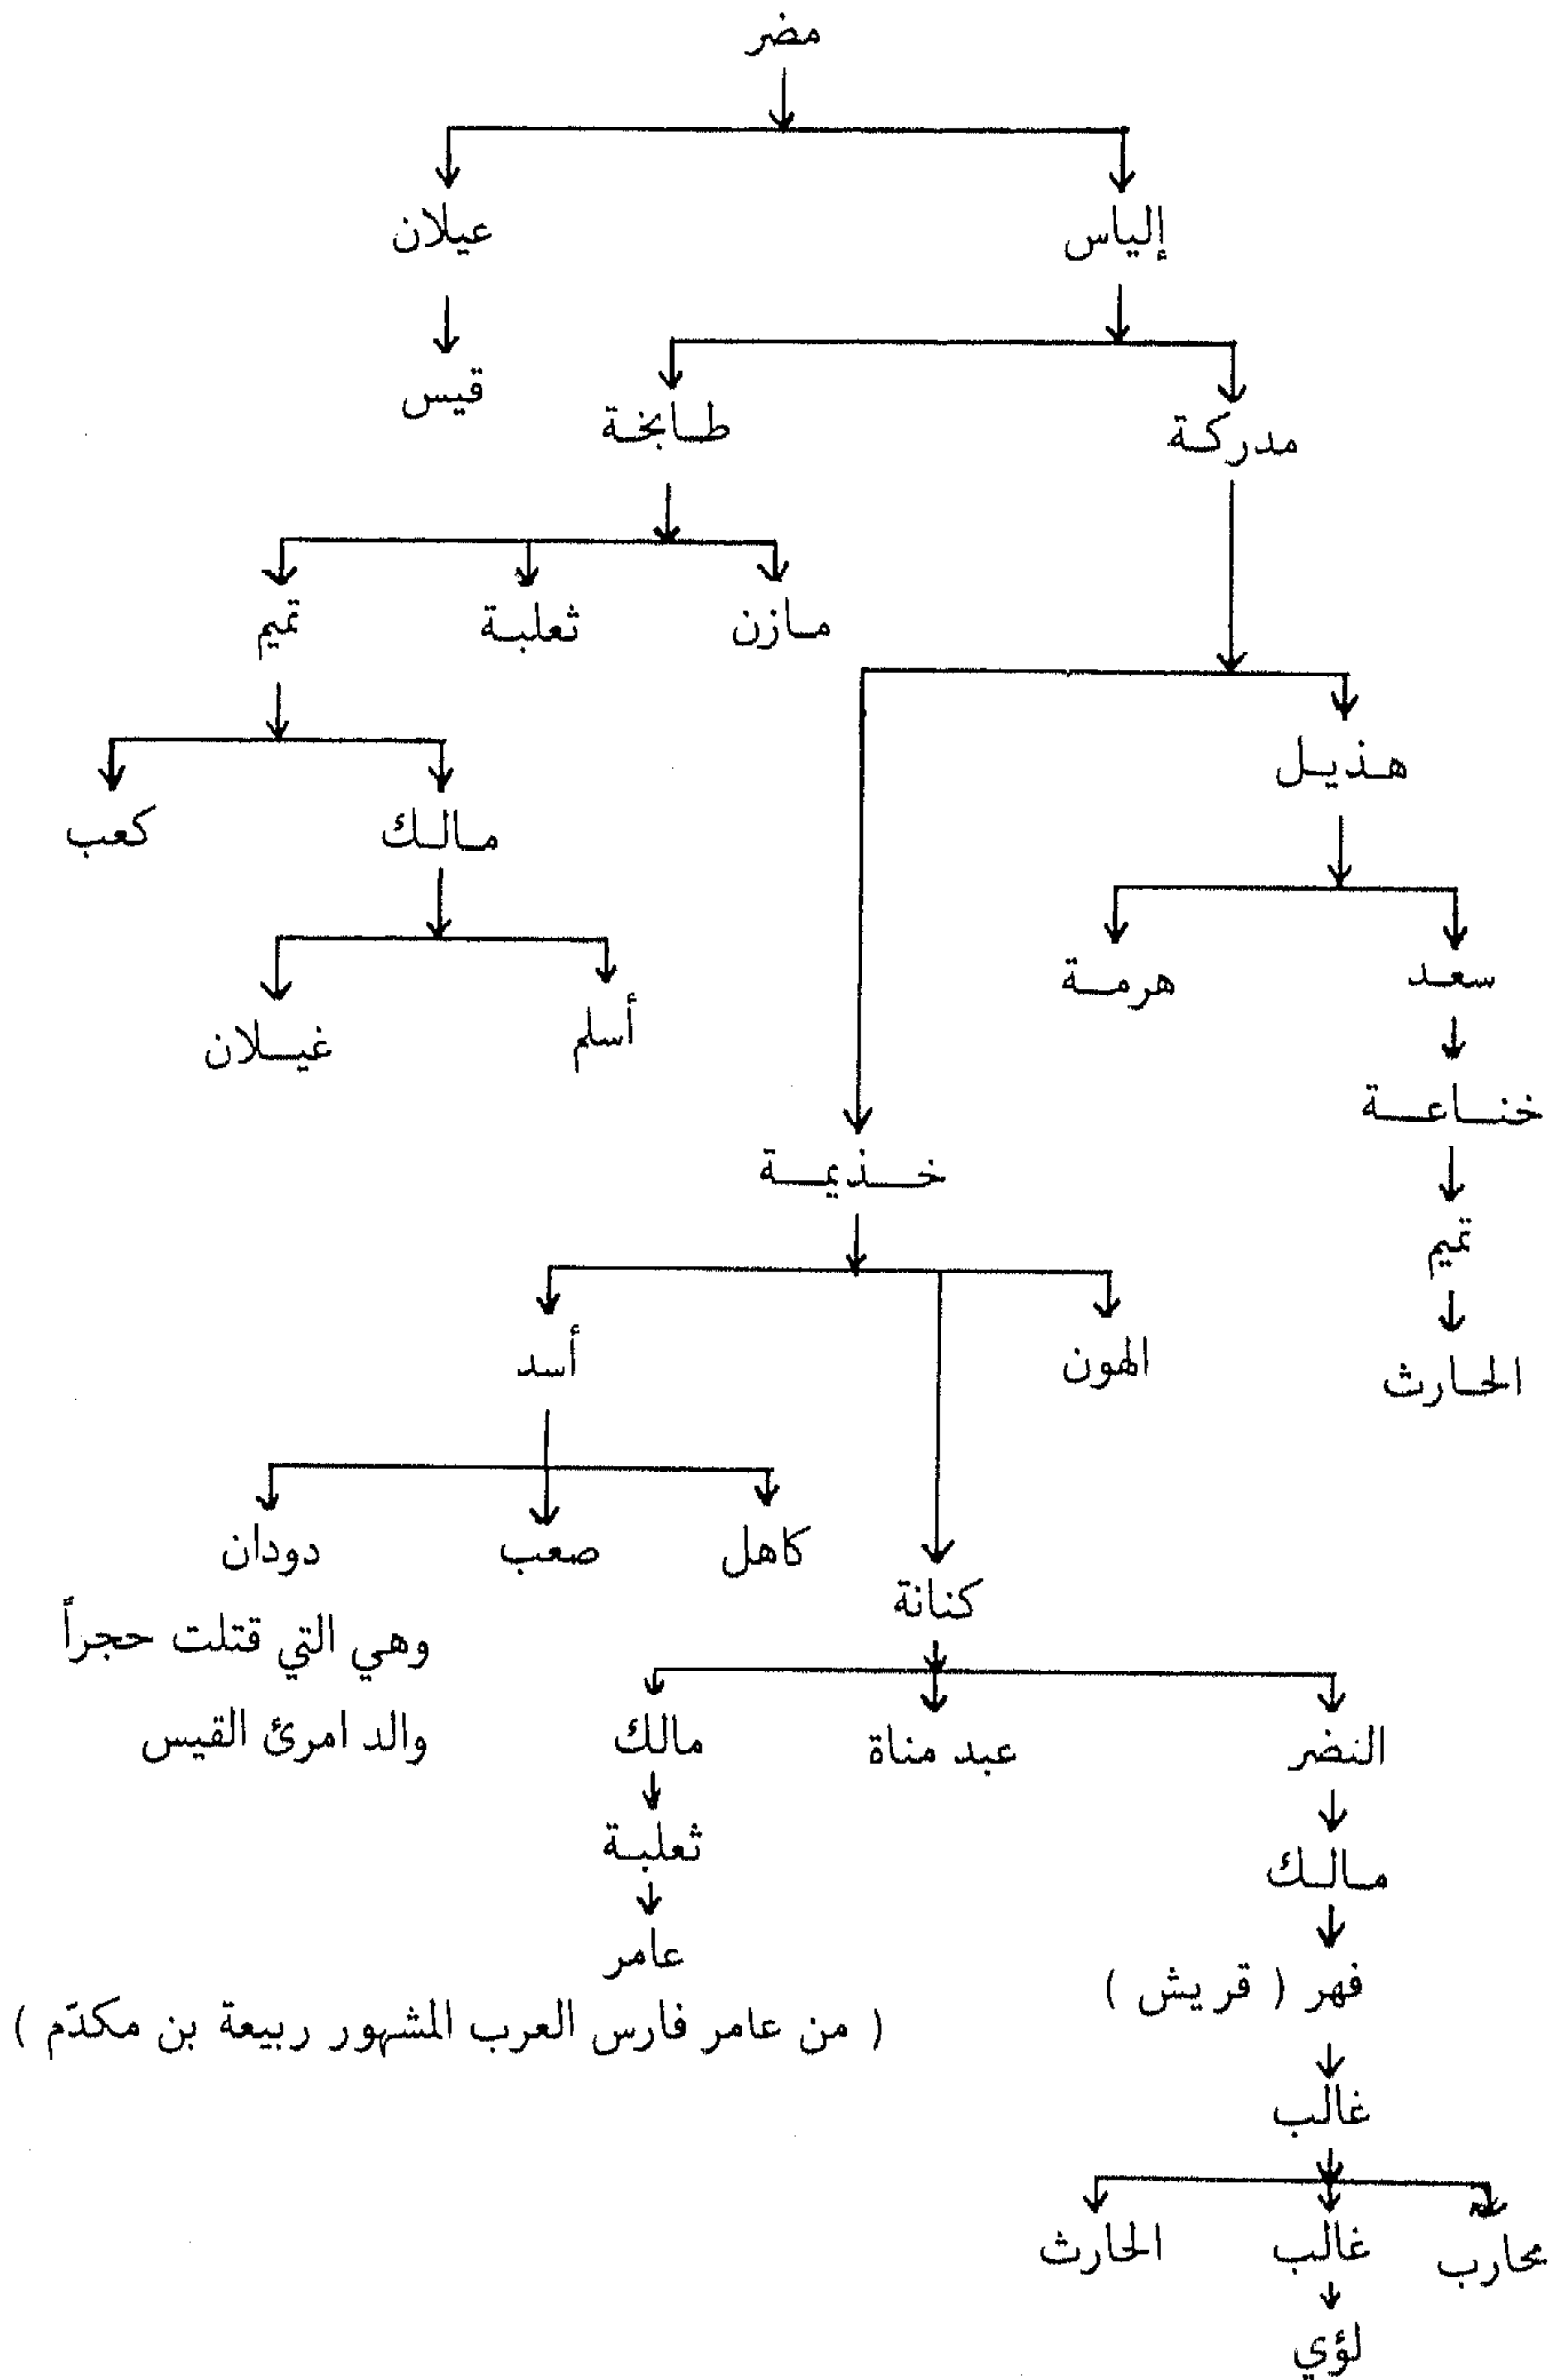 مضر
إلياس عيلان
قيس
مدركة طابخة
مازن ثعلبة تميم
هذيل
مالك كعب
سعد هرمة
أسلم غيلان
خناعة
خذيمة
تميم
الهون أسد
الحارث
كاهل صعب دودان
كنانة
وهي التي قتلت حجراً
والد امرئ القيس
النضر عبد مناة مالك
ثعلبة
مالك
عامر
فهر ( قريش )
( من عامر فارس العرب المشهور ربيعة بن مكدّم )
غالب
محارب غالب الحارث
لؤي